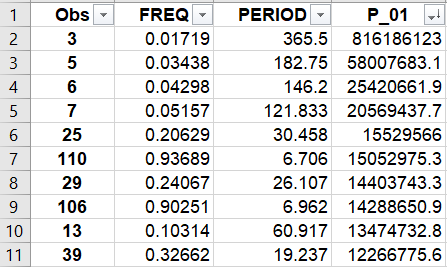 1 Obs FREQ PERIOD P_01
2 3 0.01719 365.5 816186123
3 5 0.03438 182.75 58007683.1
4 6 0.04298 146.2 25420661.9
5 7 0.05157 121.833 20569437.7
6 25 0.20629 30.458 15529566
7 110 0.93689 6.706 15052975.3
8 29 0.24067 26.107 14403743.3
9 106 0.90251 6.962 14288650.9
10 13 0.10314 60.917 13474732.8
11 39 0.32662 19.237 12266775.6